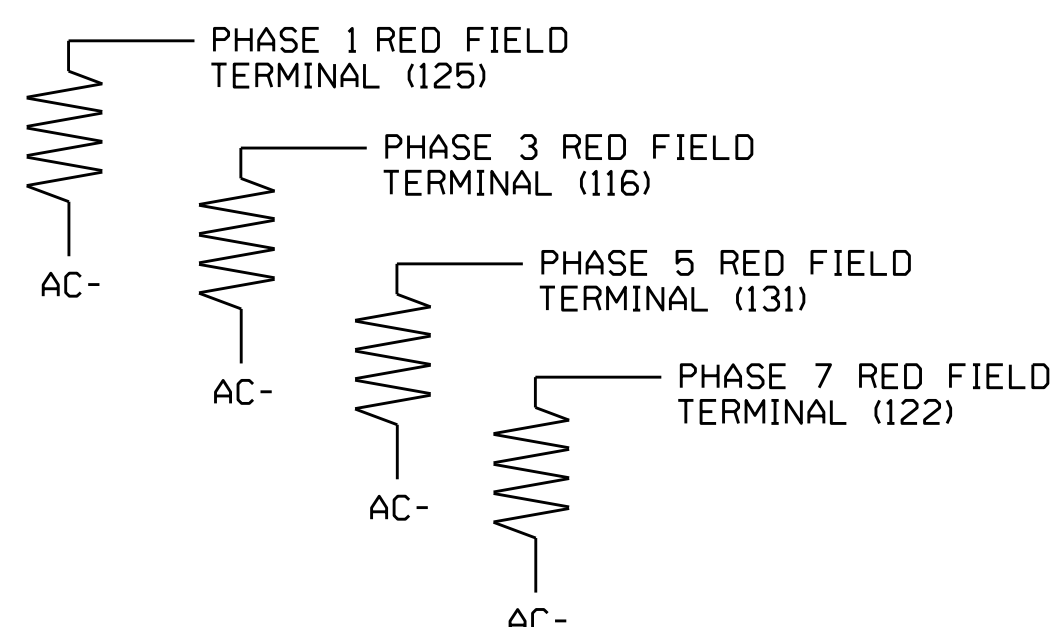 PHASE 1 RED FIELD
TERMINAL (125)
AC-
PHASE 3 RED FIELD
TERMINAL (116)
AC-
PHASE 5 RED FIELD
TERMINAL (131)
AC-
PHASE 7 RED FIELD
TERMINAL (122)
AC-